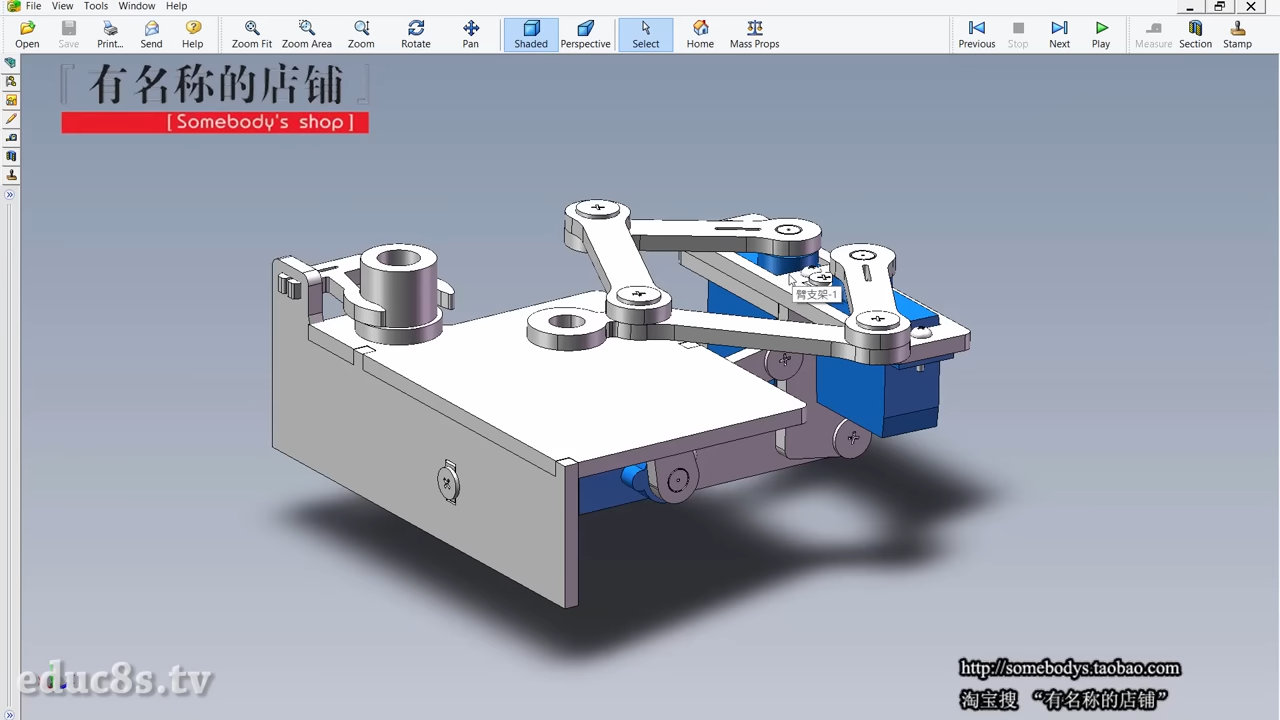 File View Tools Window Help
Open Save Print... Send Help Zoom Fit Zoom Area Zoom Rotate Pan Shaded Perspective Select Home Mass Props Previous Stop Next Play Measure Section Stamp
『有名称的店铺』
[Somebody's shop]
臂支架-1
educ8s.tv
http://somebodys.taobao.com
淘宝搜 “有名称的店铺”